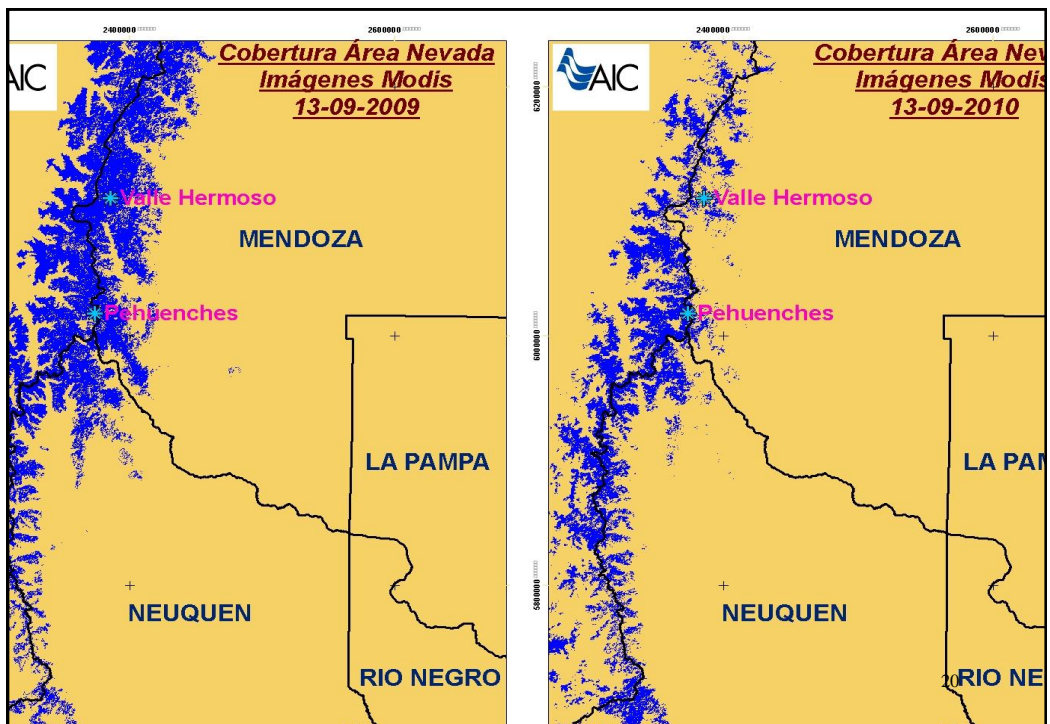 2400000
2600000
AIC
Cobertura Área Nevada
Imágenes Modis
13-09-2009
Valle Hermoso
MENDOZA
Pehuenches
LA PAMPA
NEUQUEN
RIO NEGRO
2400000
2600000
6200000
6000000
5800000
AIC
Cobertura Área Nev
Imágenes Modis
13-09-2010
Valle Hermoso
MENDOZA
Pehuenches
LA PAM
NEUQUEN
RIO NE
20